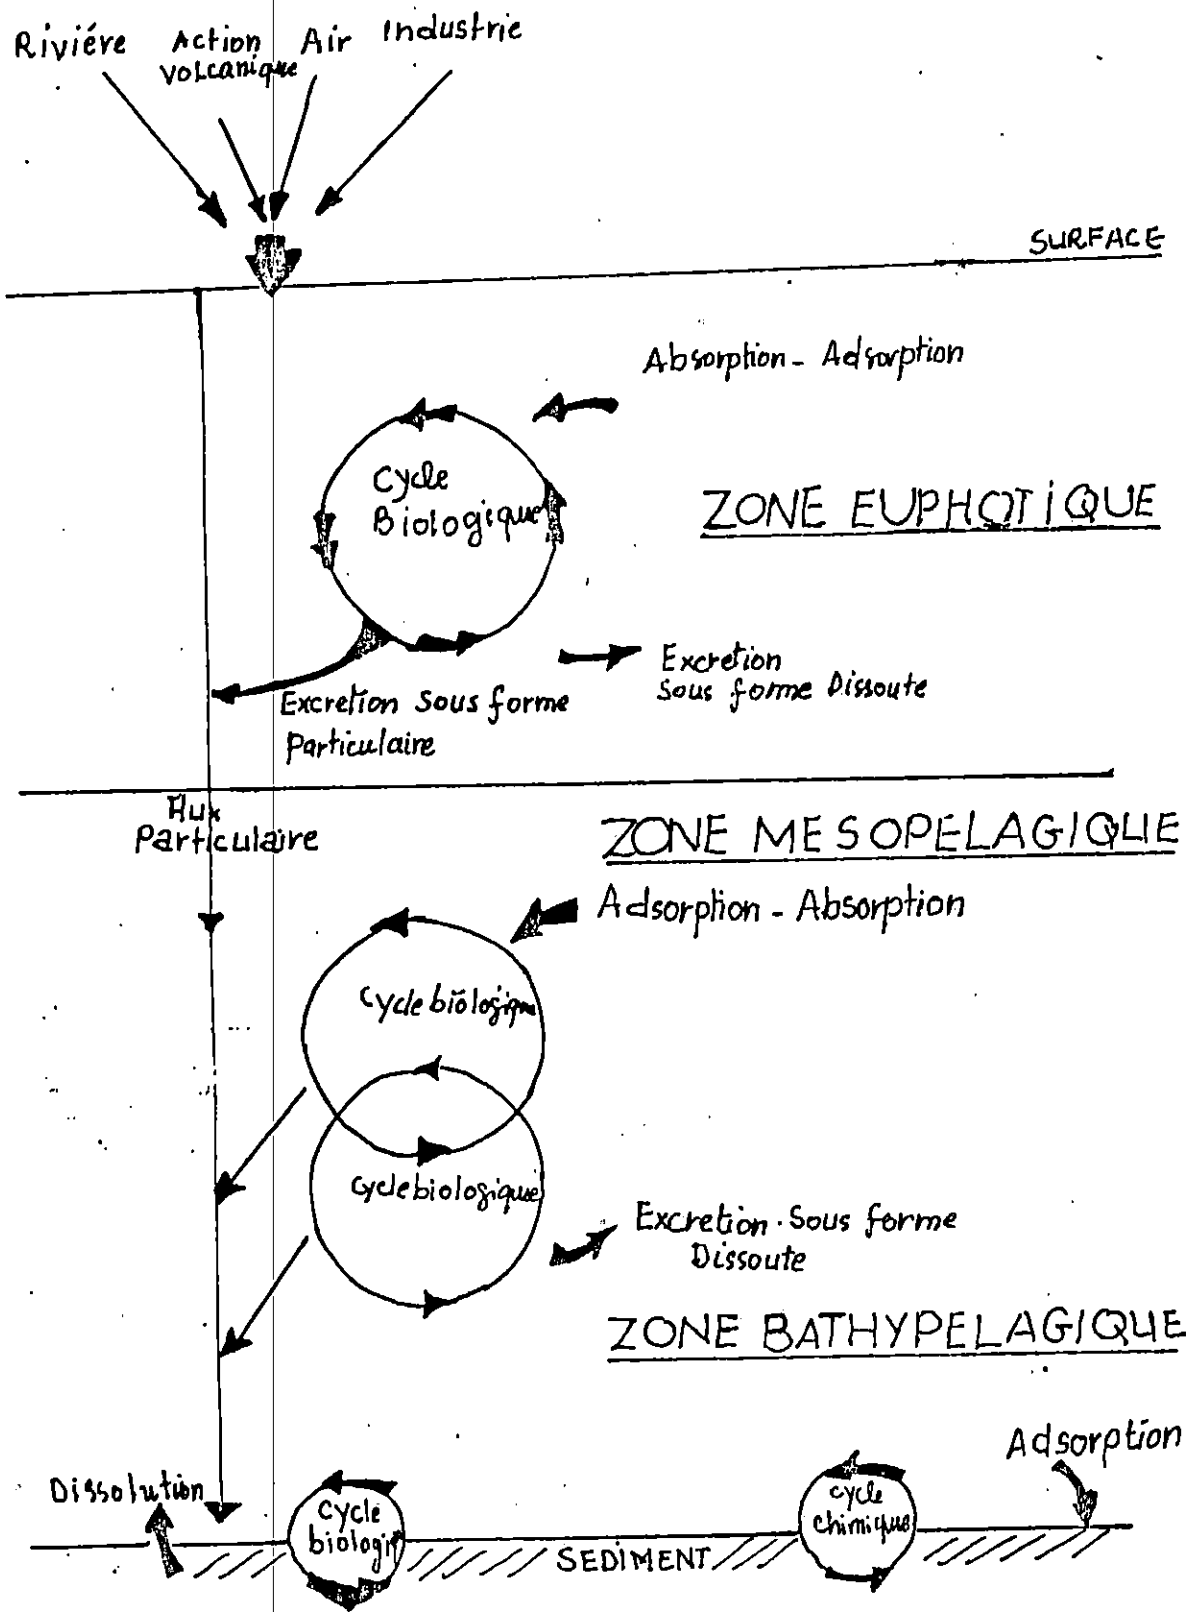 Riviére
Action
volcanique
Air
Industrie
SURFACE
Absorption - Adsorption
Cycle
Biologique
ZONE EUPHOTIQUE
Excretion
Sous forme Dissoute
Excretion Sous forme
Particulaire
Flux
Particulaire
ZONE MESOPELAGIQUE
Adsorption - Absorption
Cycle biologique
Cycle biologique
Excretion Sous forme
Dissoute
ZONE BATHYPELAGIQUE
Adsorption
Dissolution
Cycle
biologi
cycle
chimique
SEDIMENT